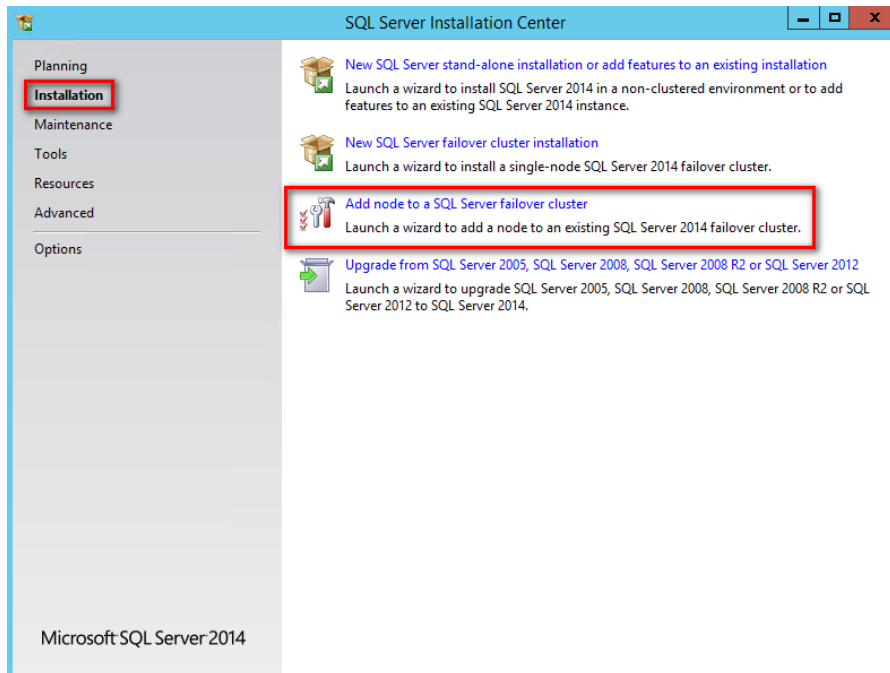 SQL Server Installation Center
Planning
Installation
Maintenance
Tools
Resources
Advanced
Options
New SQL Server stand-alone installation or add features to an existing installation
Launch a wizard to install SQL Server 2014 in a non-clustered environment or to add
features to an existing SQL Server 2014 instance.
New SQL Server failover cluster installation
Launch a wizard to install a single-node SQL Server 2014 failover cluster.
Add node to a SQL Server failover cluster
Launch a wizard to add a node to an existing SQL Server 2014 failover cluster.
Upgrade from SQL Server 2005, SQL Server 2008, SQL Server 2008 R2 or SQL Server 2012
Launch a wizard to upgrade SQL Server 2005, SQL Server 2008, SQL Server 2008 R2 or SQL
Server 2012 to SQL Server 2014.
Microsoft SQL Server 2014